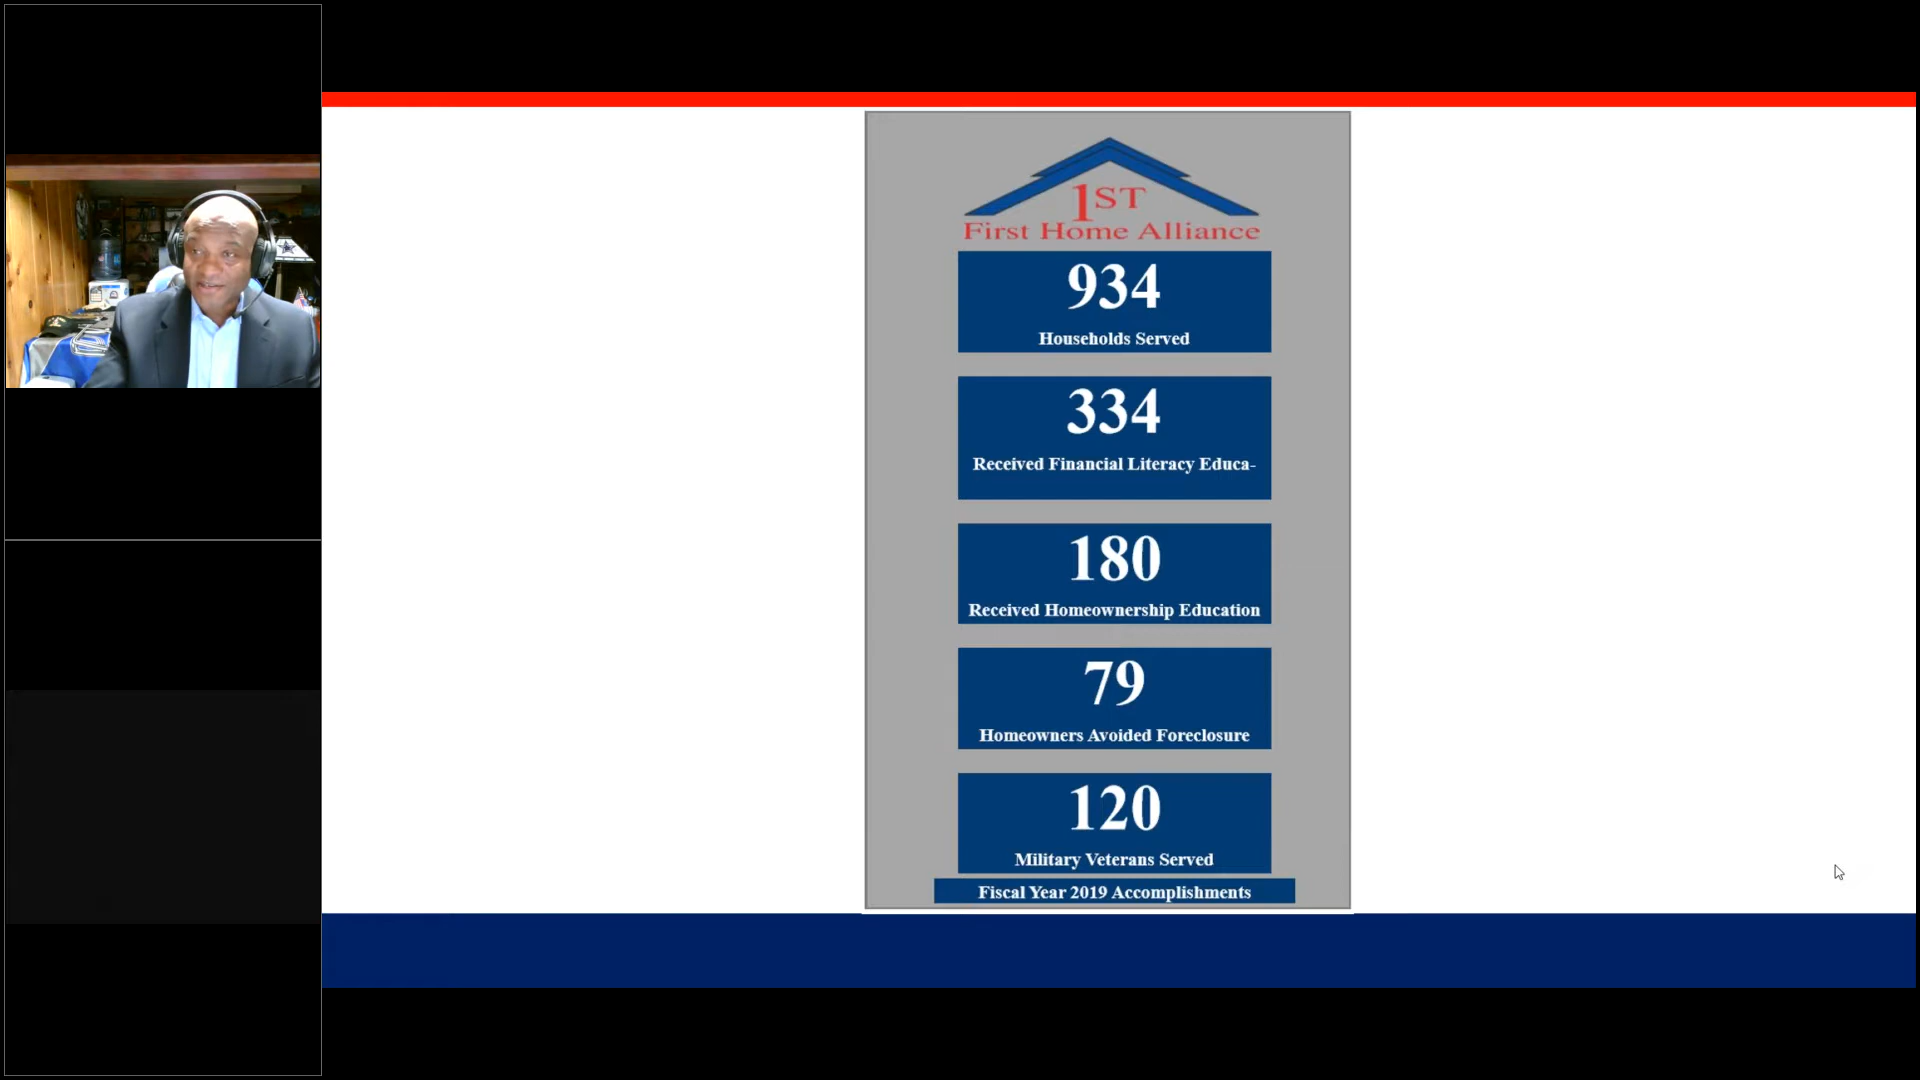 1ST
First Home Alliance
934
Households Served
334
Received Financial Literacy Educa-
180
Received Homeownership Education
79
Homeowners Avoided Foreclosure
120
Military Veterans Served
Fiscal Year 2019 Accomplishments